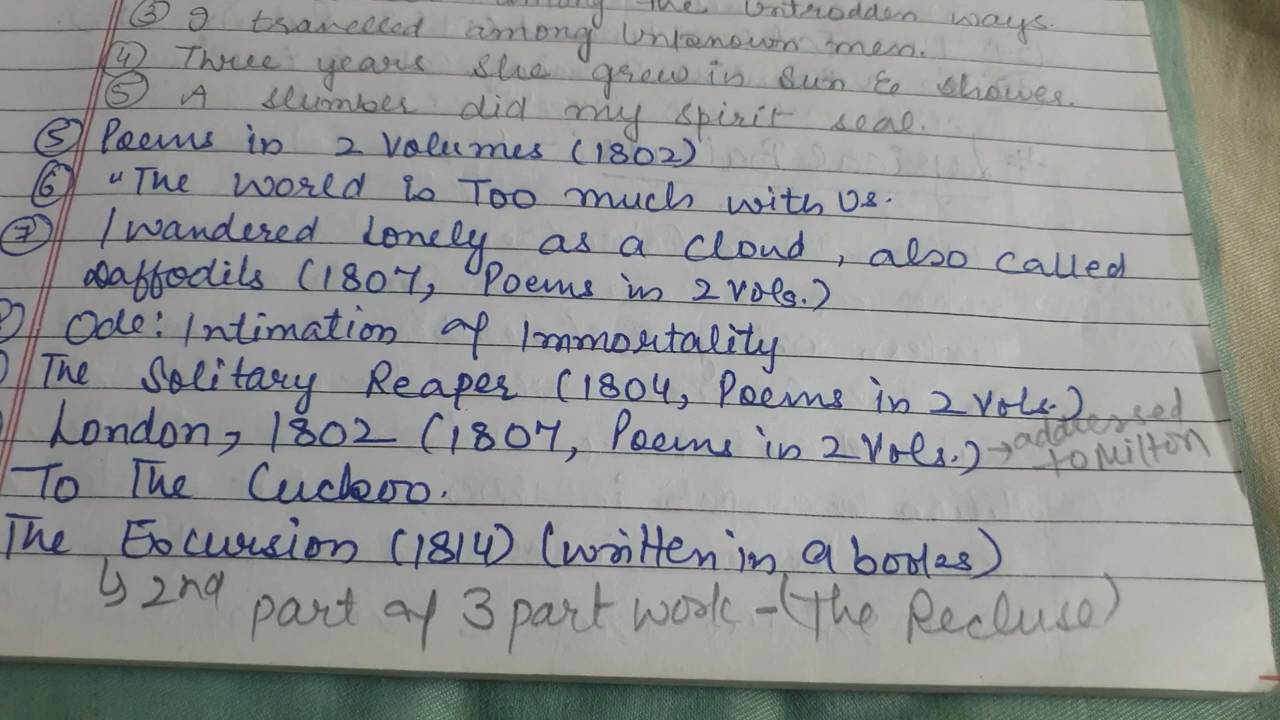 ③ I travelled among Unknown men.
④ Three years she grew in Sun & Shower.
⑤ A slumber did my spirit seal.
⑤ Poems in 2 Volumes (1802)
⑥ "The World is Too much with Us.
⑦ I wandered lonely as a cloud, also called
Daffodils (1807, Poems in 2 vols.)
Ode: Intimation of Immortality
The Solitary Reaper (1804, Poems in 2 Vols.)
London, 1802 (1807, Poems in 2 Vols.) → addressed
to Milton
To The Cuckoo.
The Excursion (1814) (written in 9 books)
↳ 2nd part of 3 part work - (The Recluse)